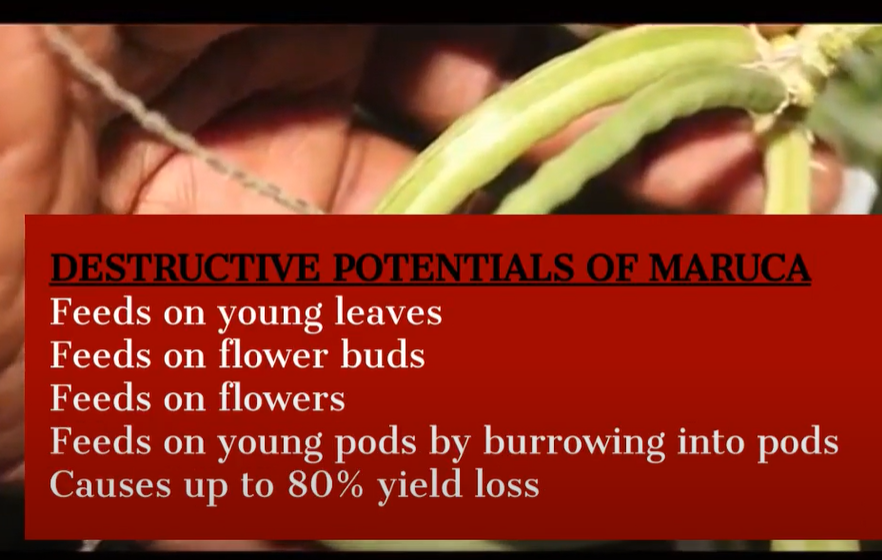 DESTRUCTIVE POTENTIALS OF MARUCA
Feeds on young leaves
Feeds on flower buds
Feeds on flowers
Feeds on young pods by burrowing into pods
Causes up to 80% yield loss